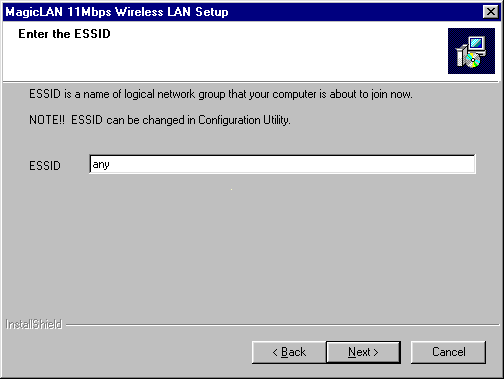 MagicLAN 11Mbps Wireless LAN Setup
Enter the ESSID
ESSID is a name of logical network group that your computer is about to join now.
NOTE!!  ESSID can be changed in Configuration Utility.
ESSID any
InstallShield
< Back Next > Cancel